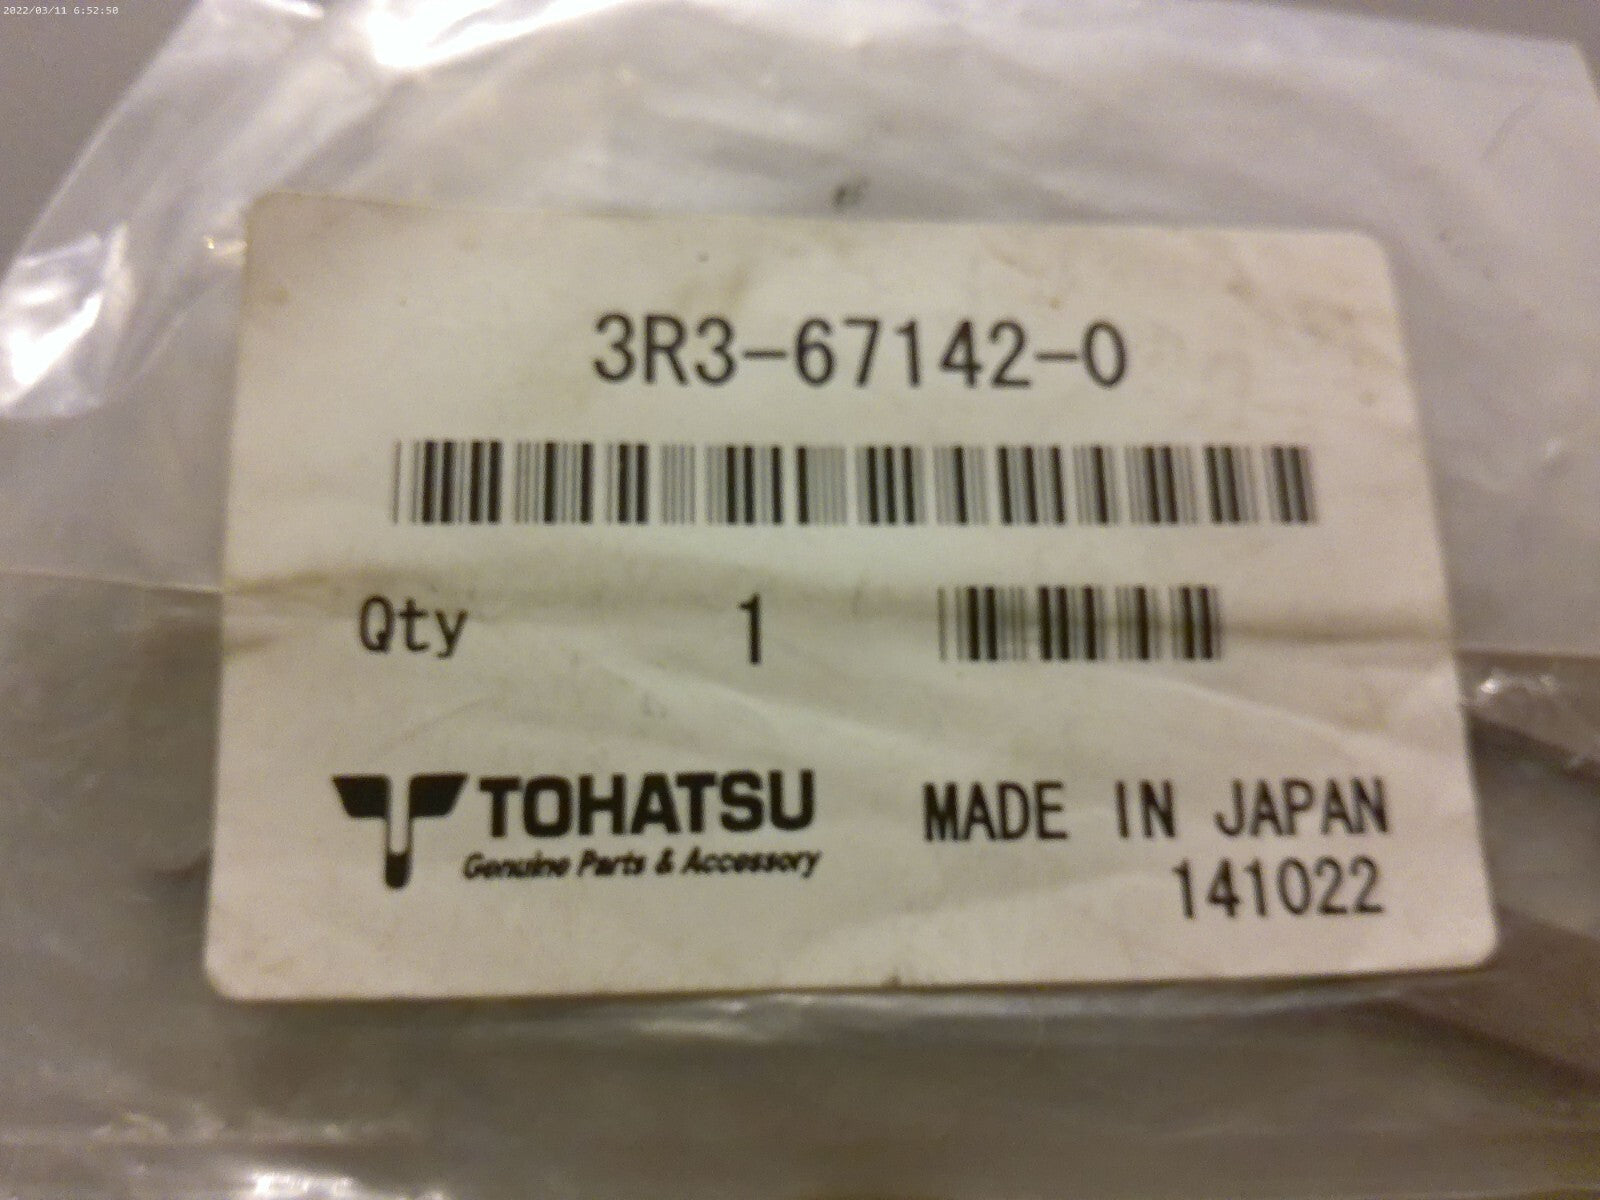 2022/03/11 6:52:50
3R3-67142-0
Qty 1
TOHATSU
Genuine Parts & Accessory
MADE IN JAPAN
141022